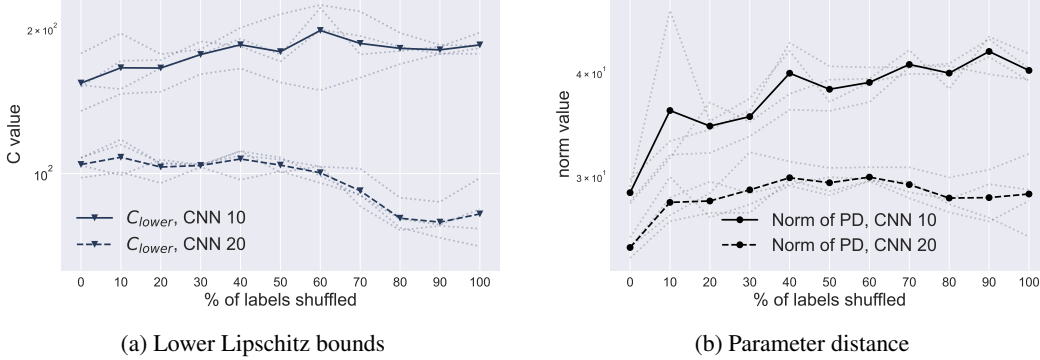 2 × 10²
C value
10²
C_lower, CNN 10
C_lower, CNN 20
0 10 20 30 40 50 60 70 80 90 100
% of labels shuffled
(a) Lower Lipschitz bounds
4 × 10¹
norm value
3 × 10¹
Norm of PD, CNN 10
Norm of PD, CNN 20
0 10 20 30 40 50 60 70 80 90 100
% of labels shuffled
(b) Parameter distance